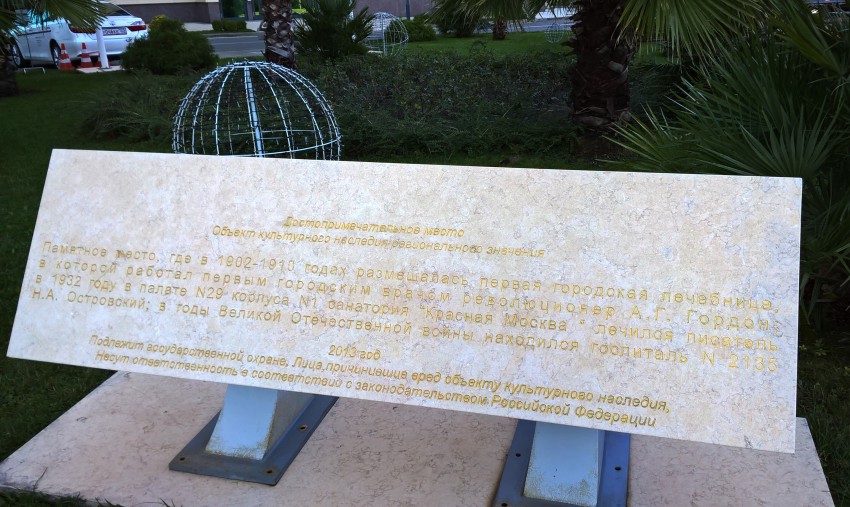 Достопримечательное место
Объект культурного наследия регионального значения
Памятное место, где в 1902-1910 годах размещалась первая городская лечебница,
в которой работал первым городским врачем революционер А.Г. Гордон;
в 1932 году в палате N29 корпуса N1 санатория "Красная Москва " лечился писатель
Н.А. Островский; в годы Великой Отечественной войны находился госпиталь N 2135
2013 год
Подлежит государственной охране, Лица,причинившие вред объекту культурного наследия,
Несут ответственность в соответствий с законодательством Российской Федерации